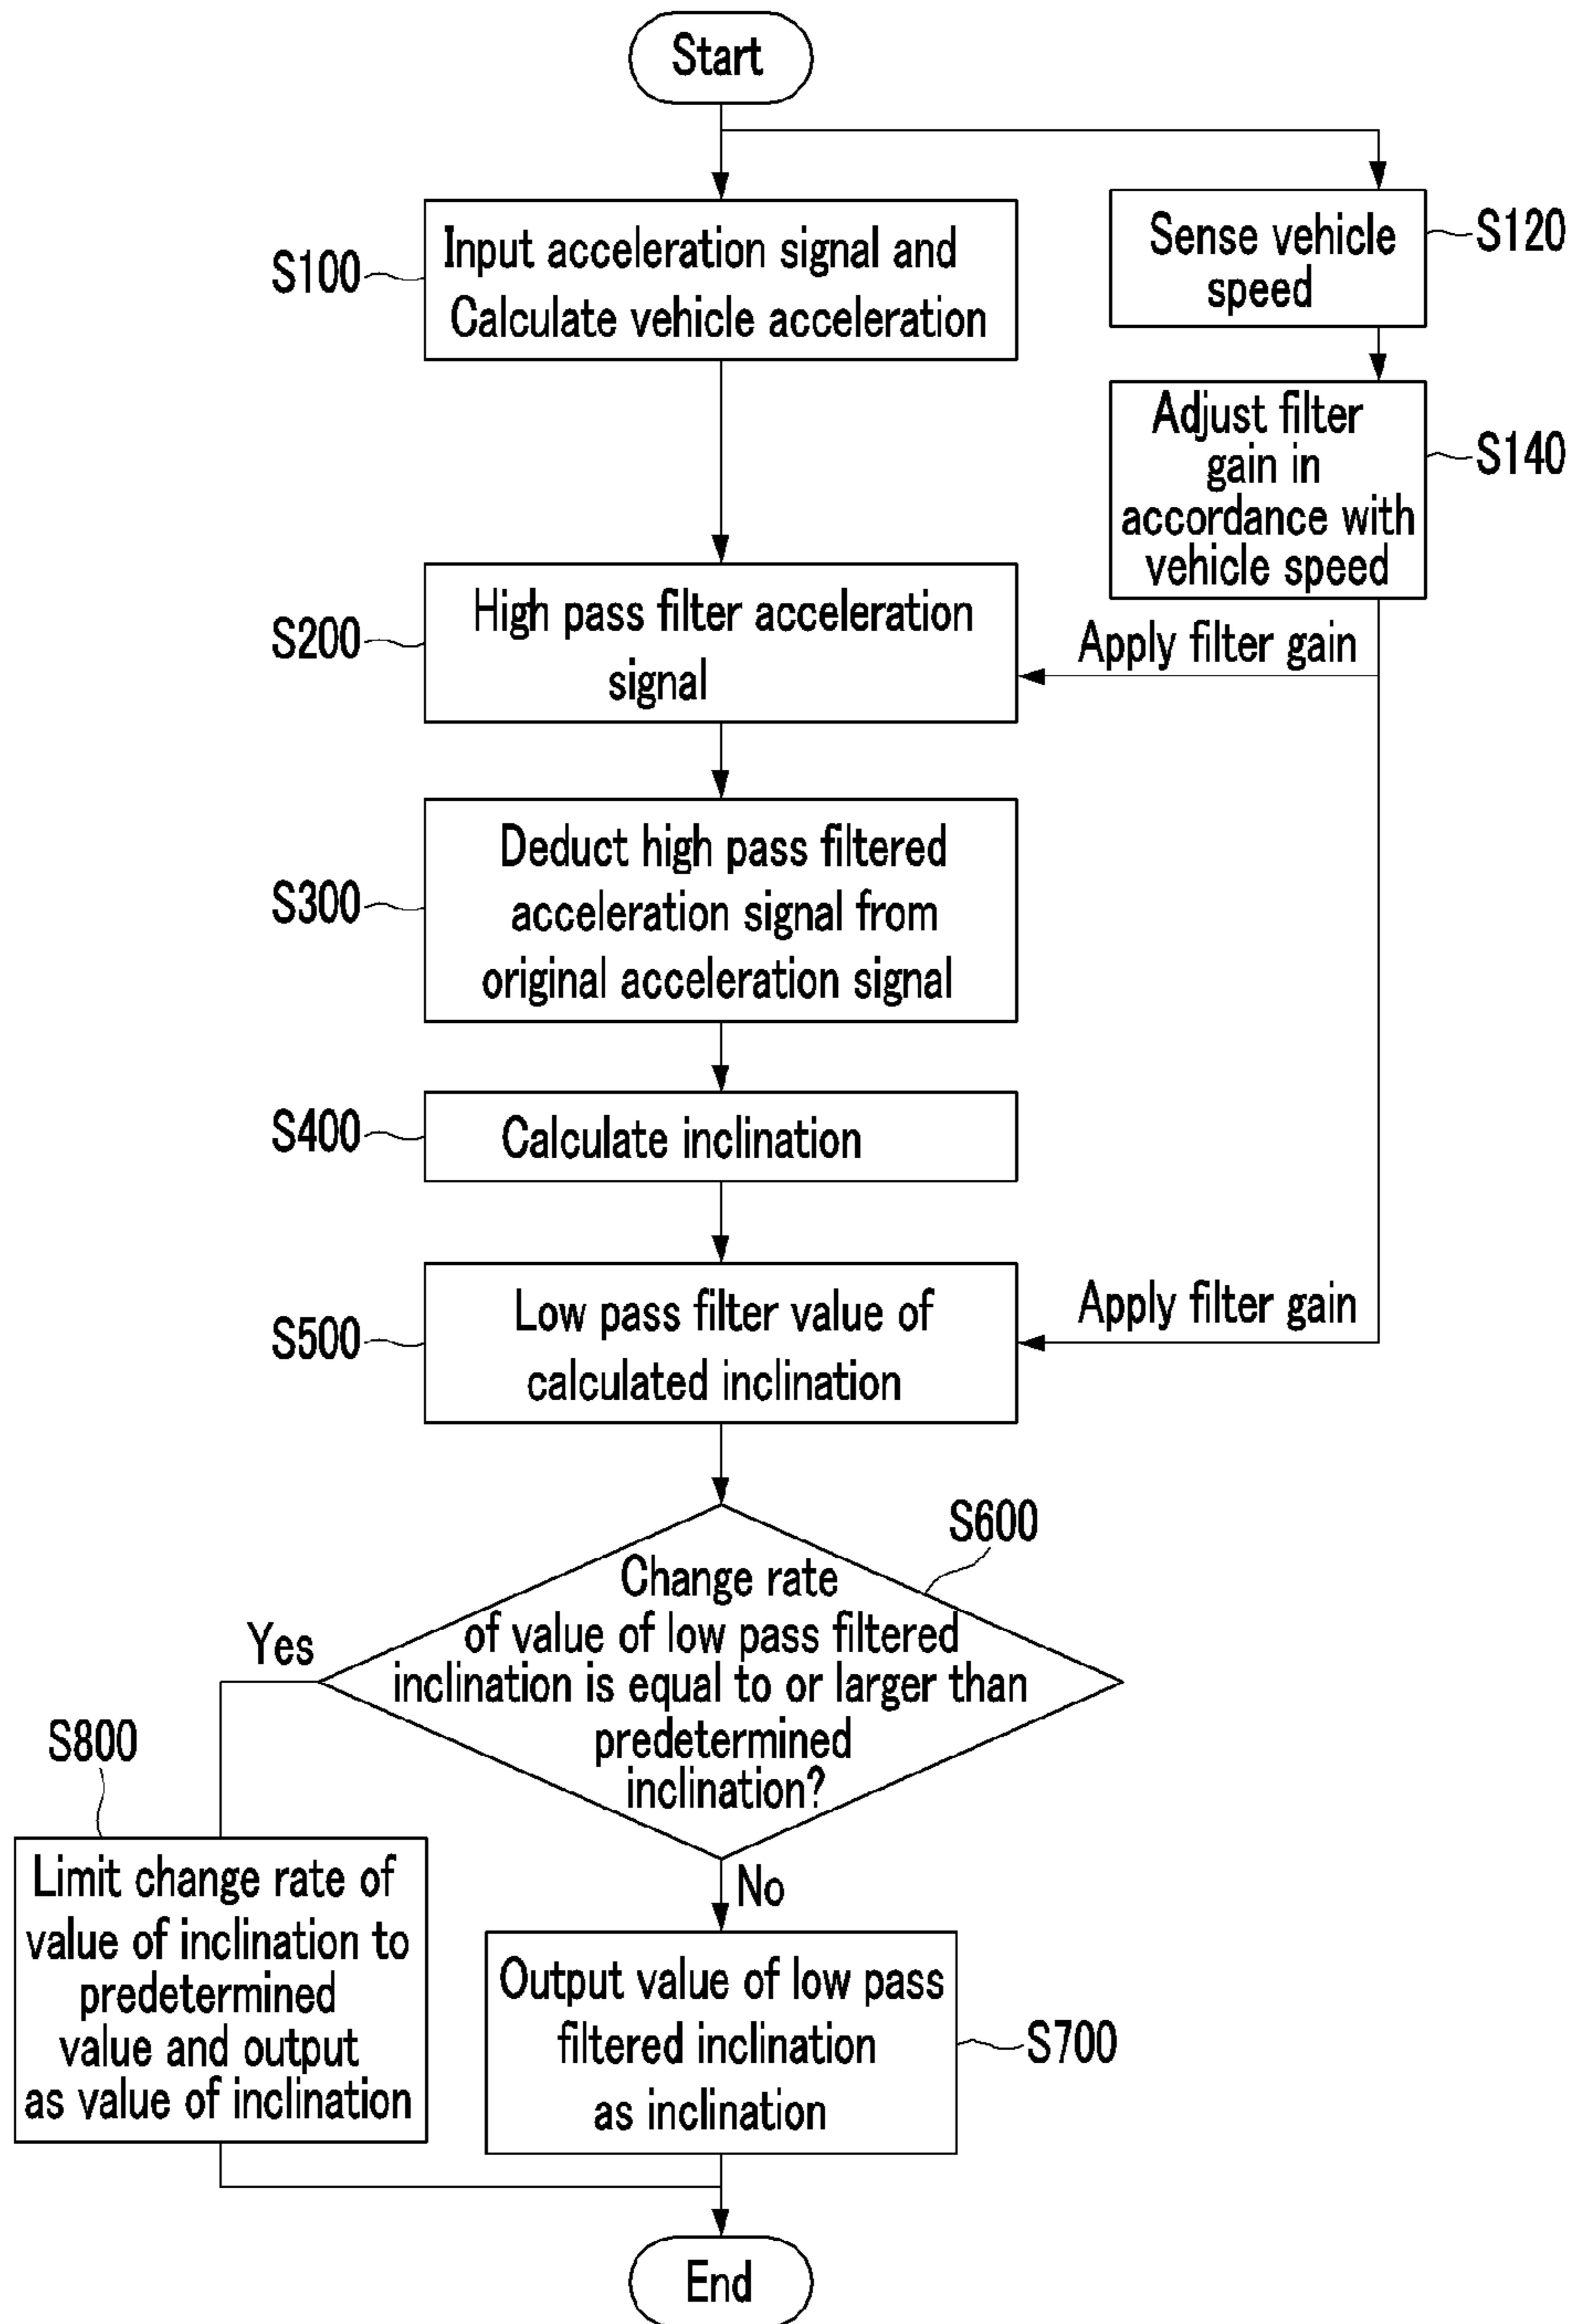 Start
S100
Input acceleration signal and
Calculate vehicle acceleration
Sense vehicle
speed
S120
Adjust filter
gain in
accordance with
vehicle speed
S140
S200
High pass filter acceleration
signal
Apply filter gain
S300
Deduct high pass filtered
acceleration signal from
original acceleration signal
S400
Calculate inclination
S500
Low pass filter value of
calculated inclination
Apply filter gain
S600
Change rate
of value of low pass filtered
inclination is equal to or larger than
predetermined
inclination?
Yes
No
S800
Limit change rate of
value of inclination to
predetermined
value and output
as value of inclination
Output value of low pass
filtered inclination
as inclination
S700
End